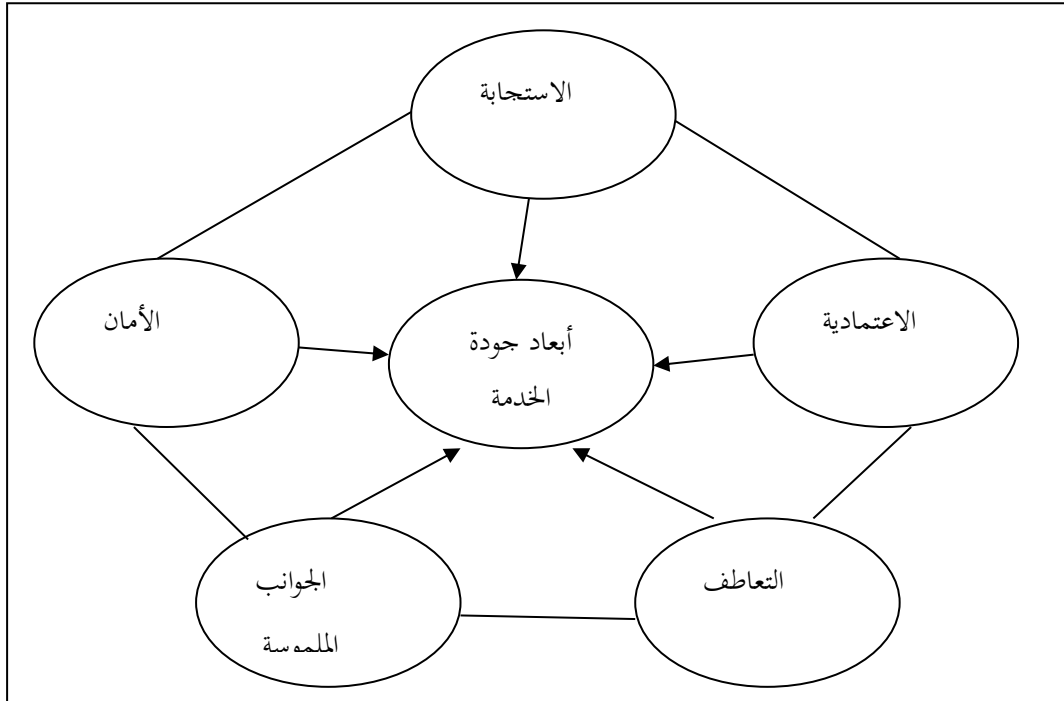 الاستجابة
الأمان
الاعتمادية
أبعاد جودة
الخدمة
الجوانب
الملموسة
التعاطف